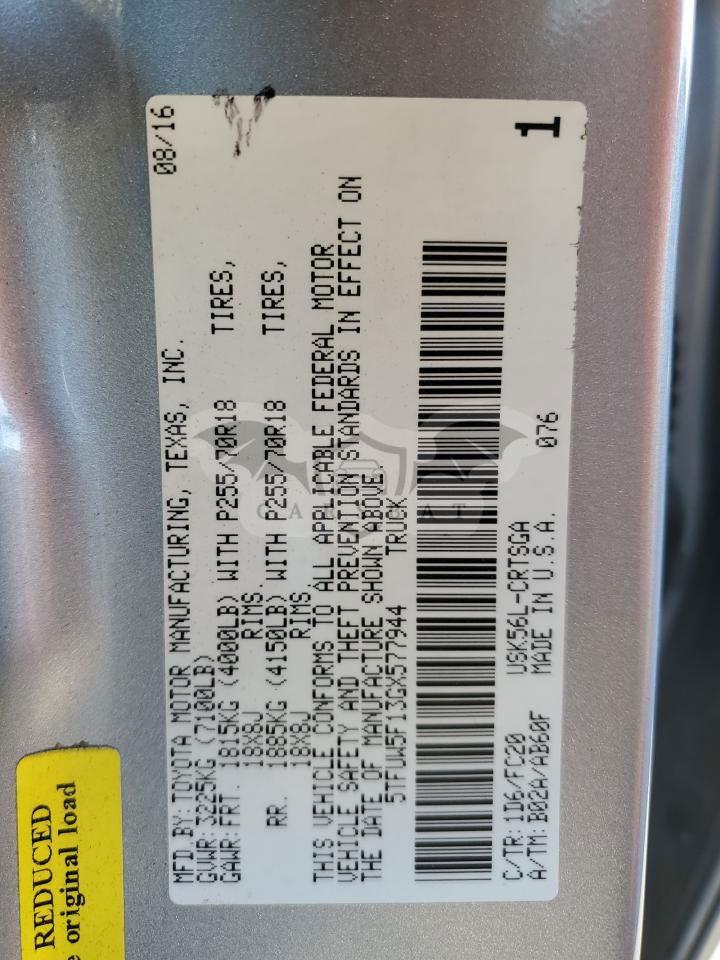 MFD.BY: TOYOTA MOTOR MANUFACTURING, TEXAS, INC. 08/16
GVWR: 3225KG (7100LB)
GAWR: FRT. 1815KG (4000LB) WITH P255/70R18 TIRES,
18X8J RIMS.
RR. 1885KG (4150LB) WITH P255/70R18 TIRES,
18X8J RIMS.
THIS VEHICLE CONFORMS TO ALL APPLICABLE FEDERAL MOTOR
VEHICLE SAFETY AND THEFT PREVENTION STANDARDS IN EFFECT ON
THE DATE OF MANUFACTURE SHOWN ABOVE.
5TFUW5F13GX577944 TRUCK
1
C/TR: 1D6/FC20 USK56L-CRTSGA 076
A/TM: B02A/AB60F MADE IN U.S.A.
REDUCED
original load